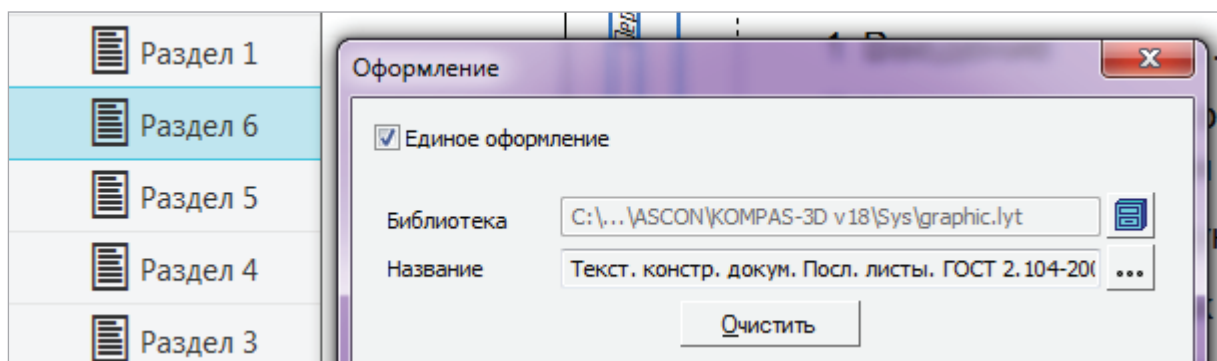 Раздел 1
Раздел 6
Раздел 5
Раздел 4
Раздел 3
Оформление
Единое оформление
Библиотека C:\...\ASCON\KOMPAS-3D v18\Sys\graphic.lyt
Название Текст. констр. докум. Посл. листы. ГОСТ 2.104-200 ...
Очистить